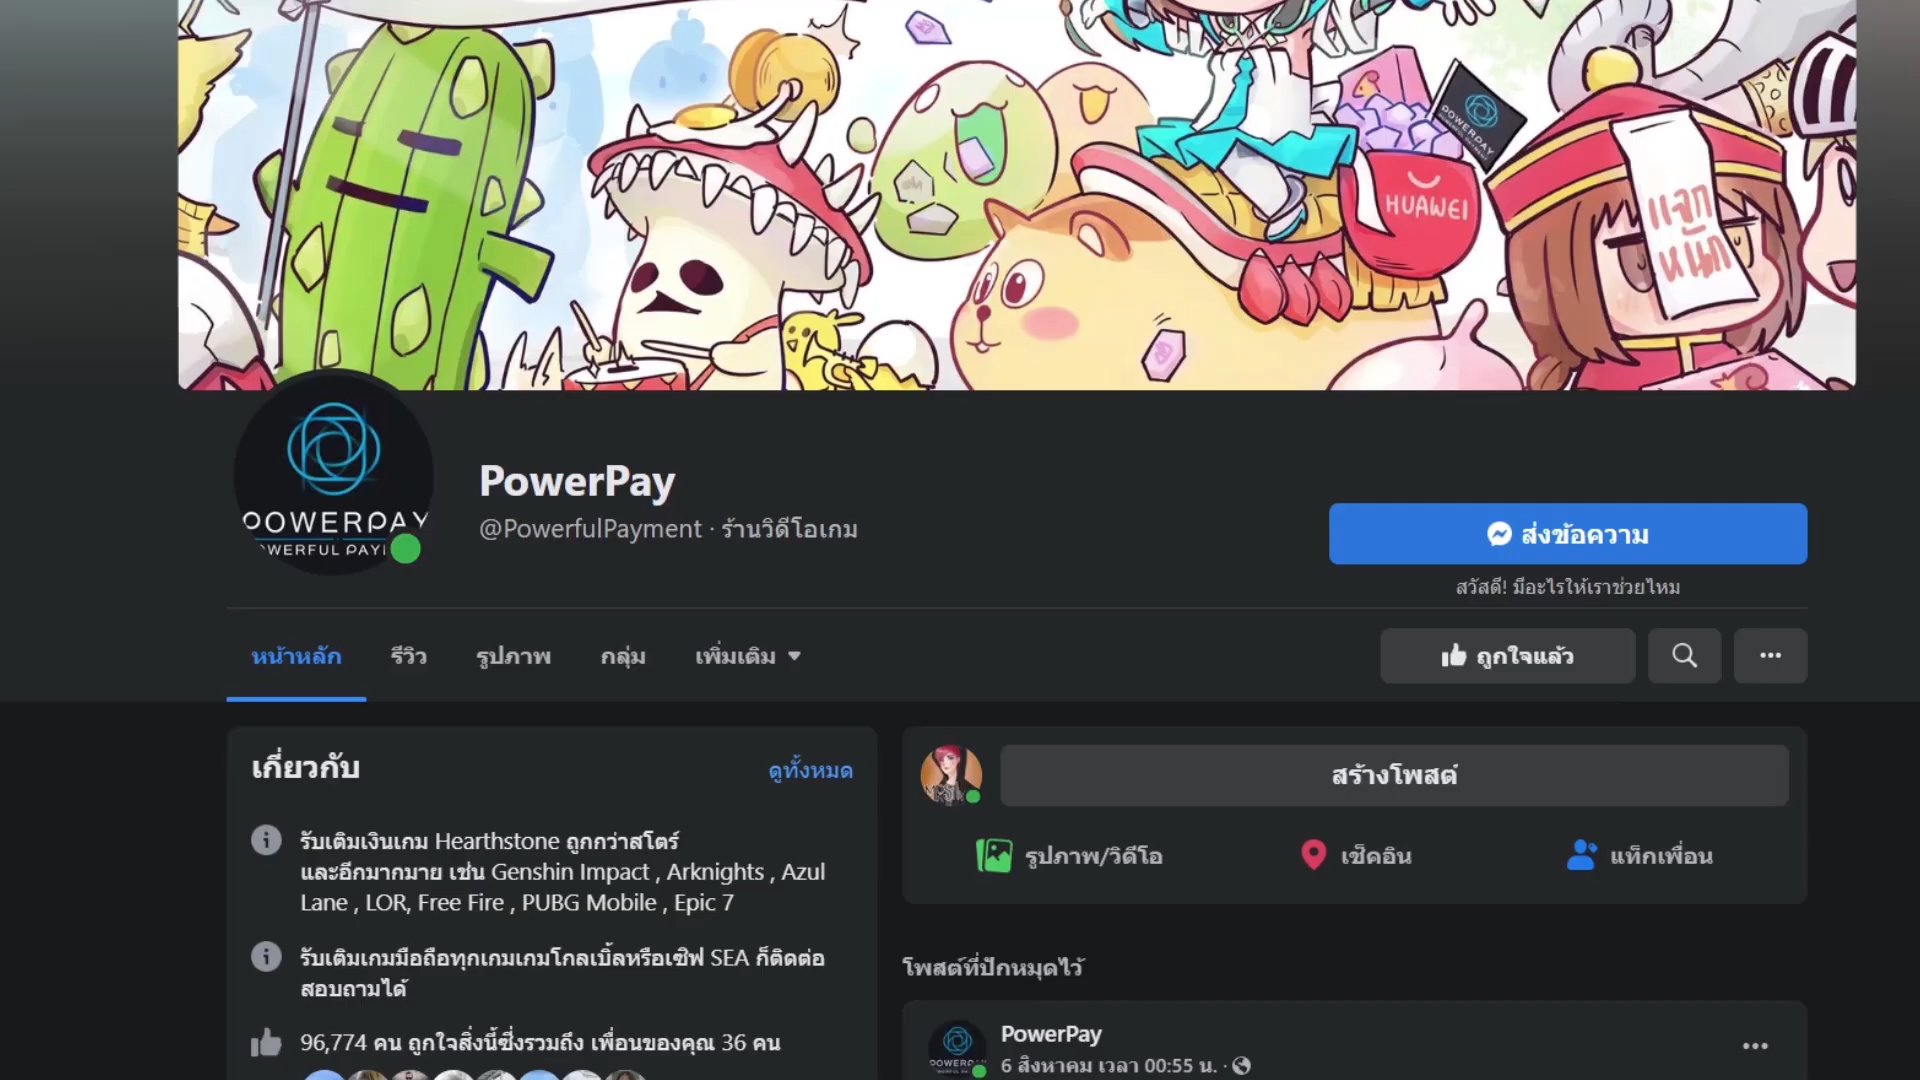 POWERPAY
HUAWEI
แจก
หนัก
POWERPAY
PowerPay
@PowerfulPayment · ร้านวิดีโอเกม
ส่งข้อความ
สวัสดี! มีอะไรให้เราช่วยไหม
หน้าหลัก รีวิว รูปภาพ กลุ่ม เพิ่มเติม
ถูกใจแล้ว
เกี่ยวกับ ดูทั้งหมด
รับเติมเงินเกม Hearthstone ถูกกว่าสโตร์
และอีกมากมาย เช่น Genshin Impact , Arknights , Azul
Lane , LOR, Free Fire , PUBG Mobile , Epic 7
รับเติมเกมมือถือทุกเกมเกมโกลเบิ้ลหรือเซิฟ SEA ก็ติดต่อ
สอบถามได้
96,774 คน ถูกใจสิ่งนี้ซึ่งรวมถึง เพื่อนของคุณ 36 คน
สร้างโพสต์
รูปภาพ/วิดีโอ เช็คอิน แท็กเพื่อน
โพสต์ที่ปักหมุดไว้
PowerPay
6 สิงหาคม เวลา 00:55 น. ·